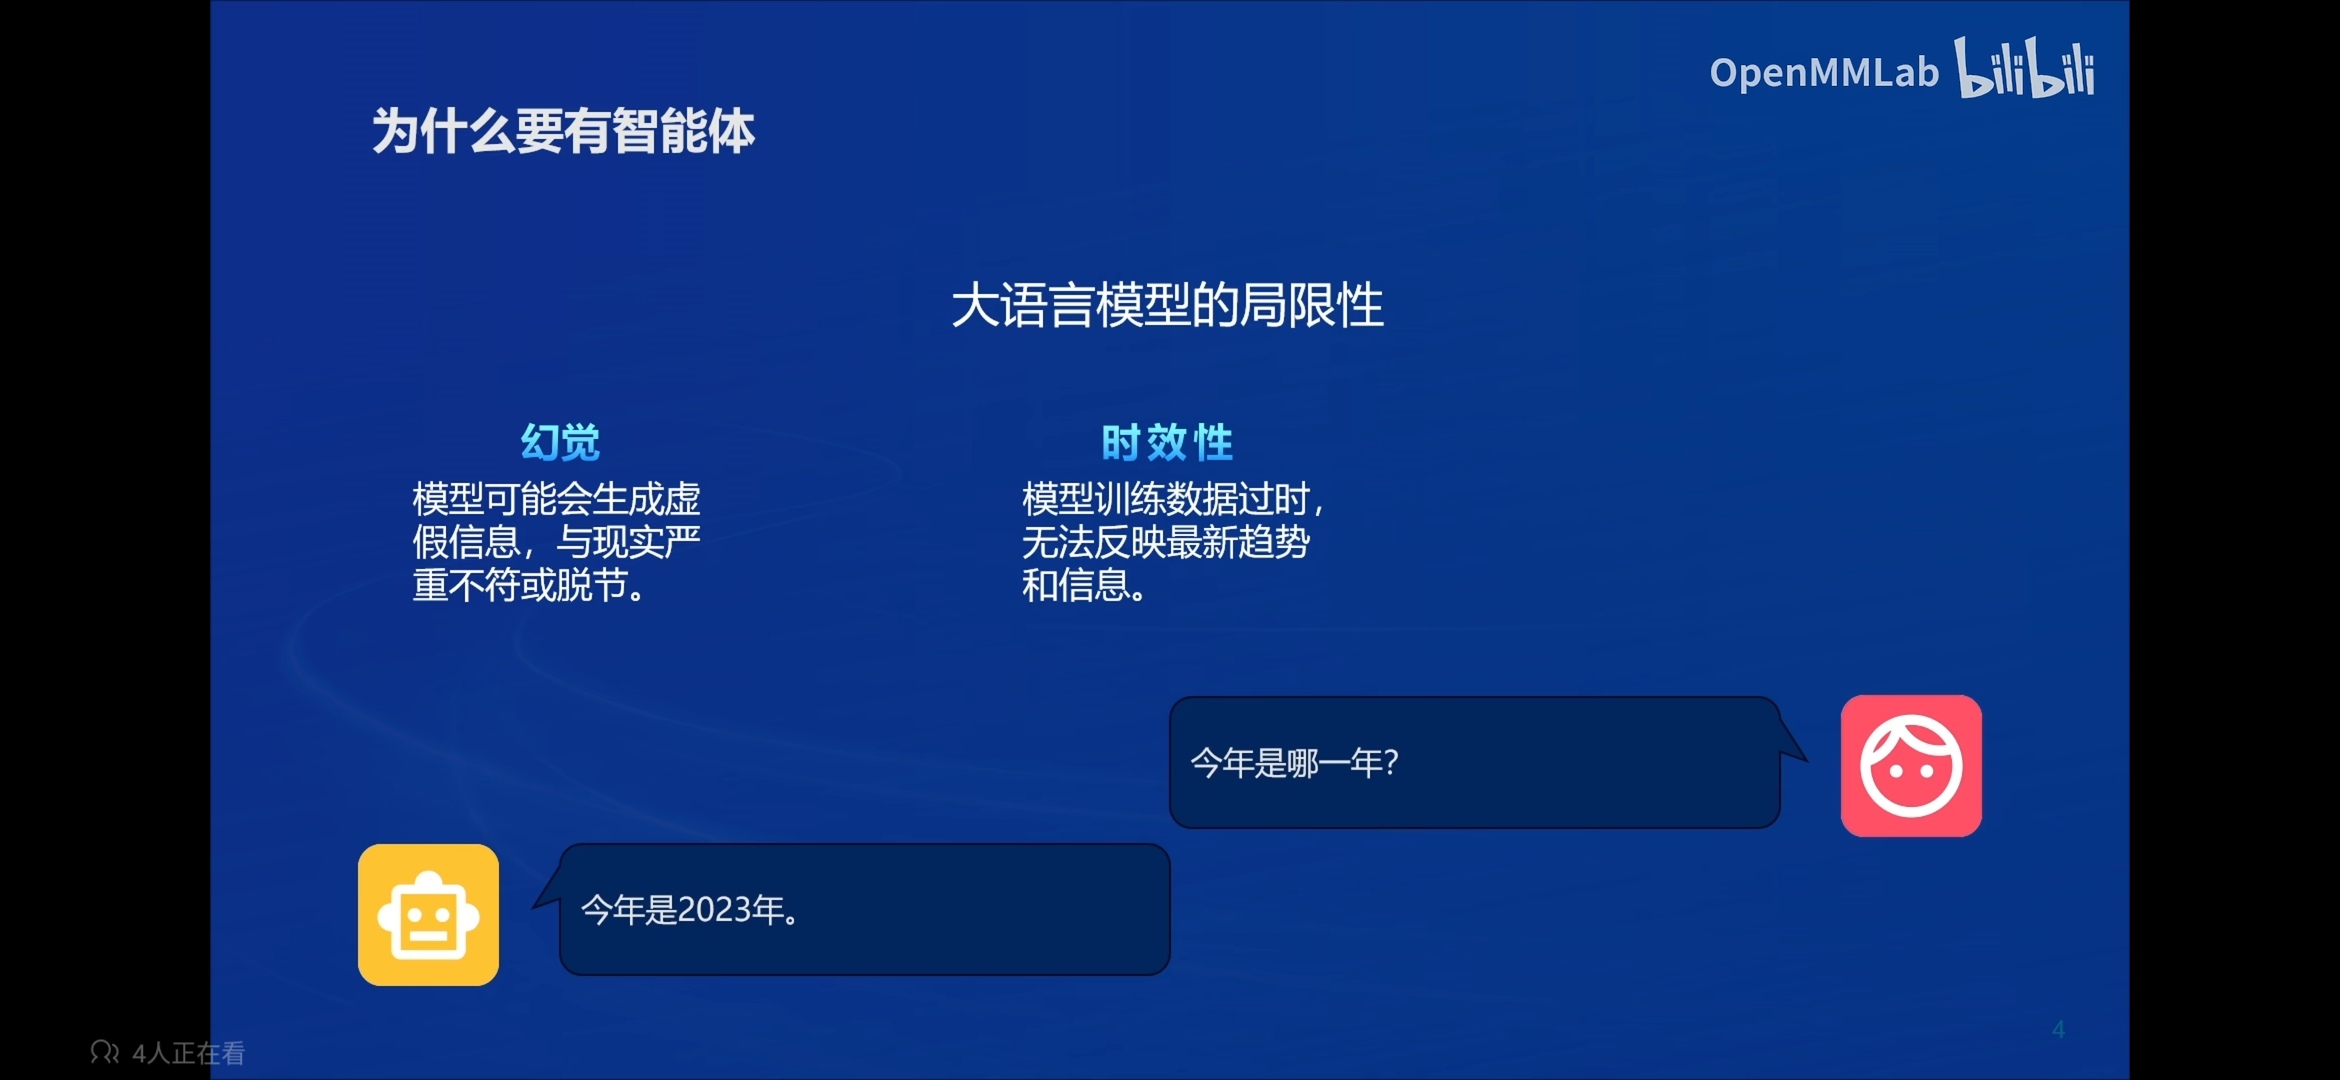 OpenMMLab bilibili
为什么要有智能体
大语言模型的局限性
幻觉
模型可能会生成虚
假信息，与现实严
重不符或脱节。
时效性
模型训练数据过时，
无法反映最新趋势
和信息。
今年是哪一年？
今年是2023年。
4
4人正在看